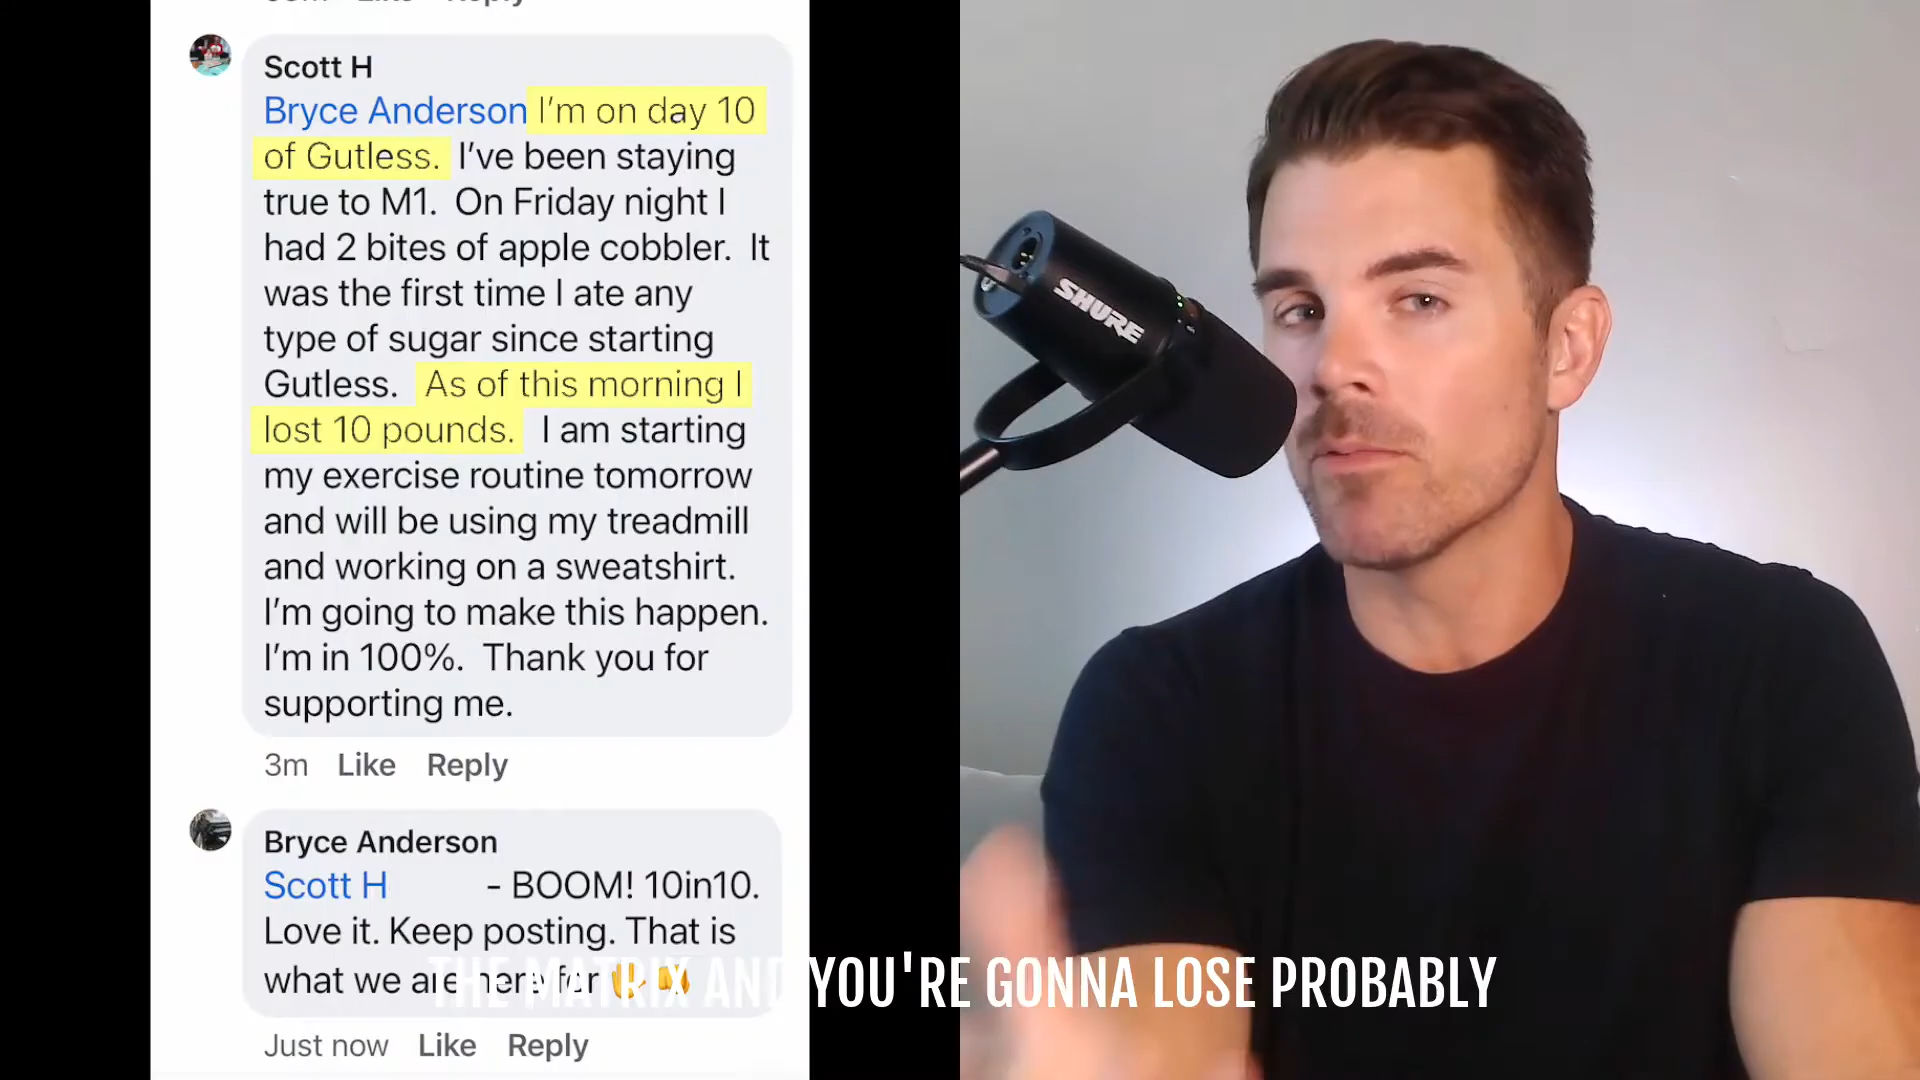 Scott H
Bryce Anderson I'm on day 10
of Gutless. I've been staying
true to M1. On Friday night I
had 2 bites of apple cobbler. It
was the first time I ate any
type of sugar since starting
Gutless. As of this morning I
lost 10 pounds. I am starting
my exercise routine tomorrow
and will be using my treadmill
and working on a sweatshirt.
I'm going to make this happen.
I'm in 100%. Thank you for
supporting me.
3m Like Reply
Bryce Anderson
Scott H - BOOM! 10in10.
Love it. Keep posting. That is
what we are here for
Just now Like Reply
THE MATRIX AND YOU'RE GONNA LOSE PROBABLY
SHURE